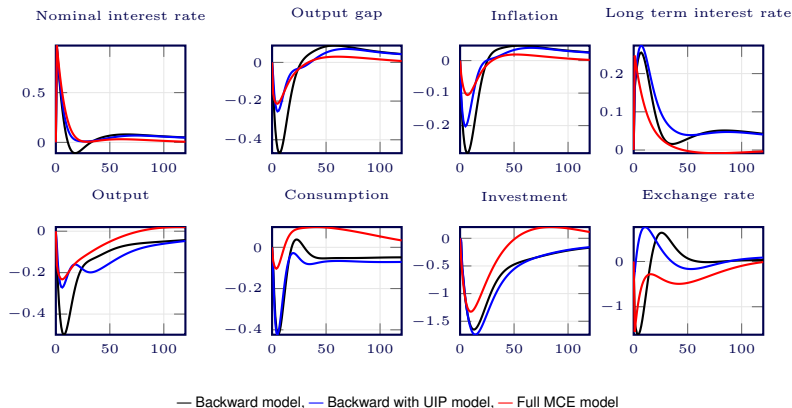 Nominal interest rate
Output gap
Inflation
Long term interest rate
0.5
0
0 50 100
0
−0.2
−0.4
0 50 100
0
−0.1
−0.2
0 50 100
0.2
0.1
0
0 50 100
Output
Consumption
Investment
Exchange rate
0
−0.2
−0.4
0 50 100
0
−0.2
−0.4
0 50 100
0
−0.5
−1
−1.5
0 50 100
0
−1
0 50 100
— Backward model, — Backward with UIP model, — Full MCE model